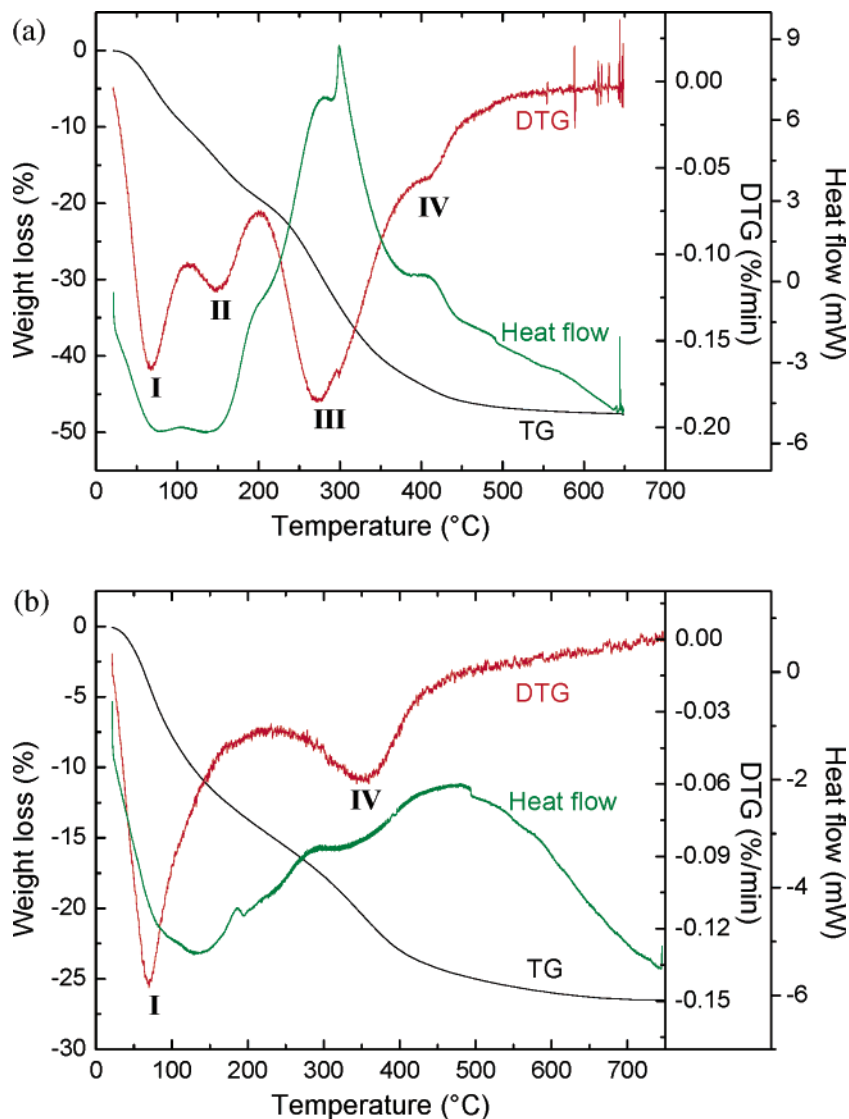 (a)
0
-10
-20
-30
-40
-50
Weight loss (%)
I
II
III
IV
DTG
Heat flow
TG
0.00
-0.05
-0.10
-0.15
-0.20
DTG (%/min)
9
6
3
0
-3
-6
Heat flow (mW)
0 100 200 300 400 500 600 700
Temperature (°C)
(b)
0
-5
-10
-15
-20
-25
-30
Weight loss (%)
I
IV
DTG
Heat flow
TG
0.00
-0.03
-0.06
-0.09
-0.12
-0.15
DTG (%/min)
0
-2
-4
-6
Heat flow (mW)
0 100 200 300 400 500 600 700
Temperature (°C)